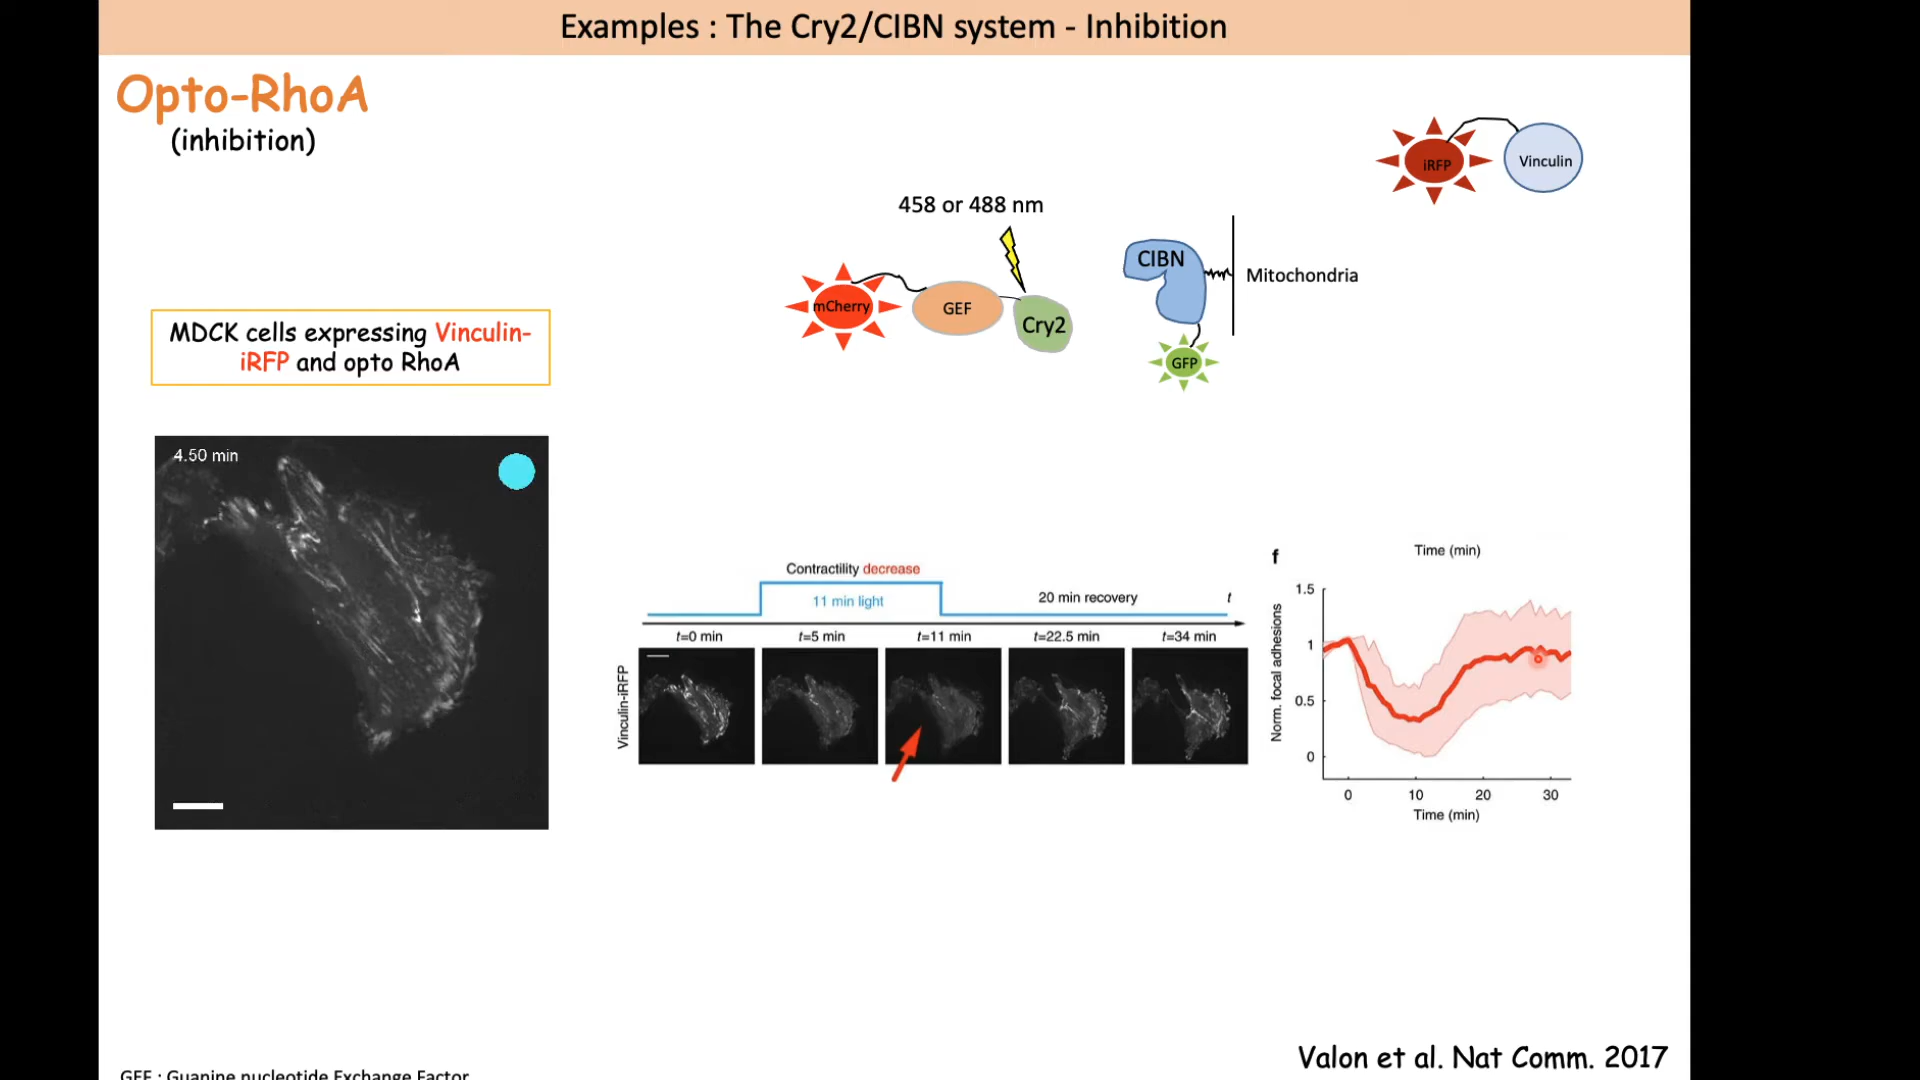 Examples : The Cry2/CIBN system - Inhibition
Opto-RhoA
(inhibition)
iRFP
Vinculin
458 or 488 nm
CIBN
Mitochondria
mCherry
GEF
Cry2
GFP
MDCK cells expressing Vinculin-
iRFP and opto RhoA
4.50 min
Contractility decrease
11 min light
20 min recovery
t
t=0 min
t=5 min
t=11 min
t=22.5 min
t=34 min
Vinculin-iRFP
f
Time (min)
Norm. focal adhesions
1.5
1
0.5
0
0
10
20
30
Time (min)
Valon et al. Nat Comm. 2017
GEF : Guanine nucleotide Exchange Factor